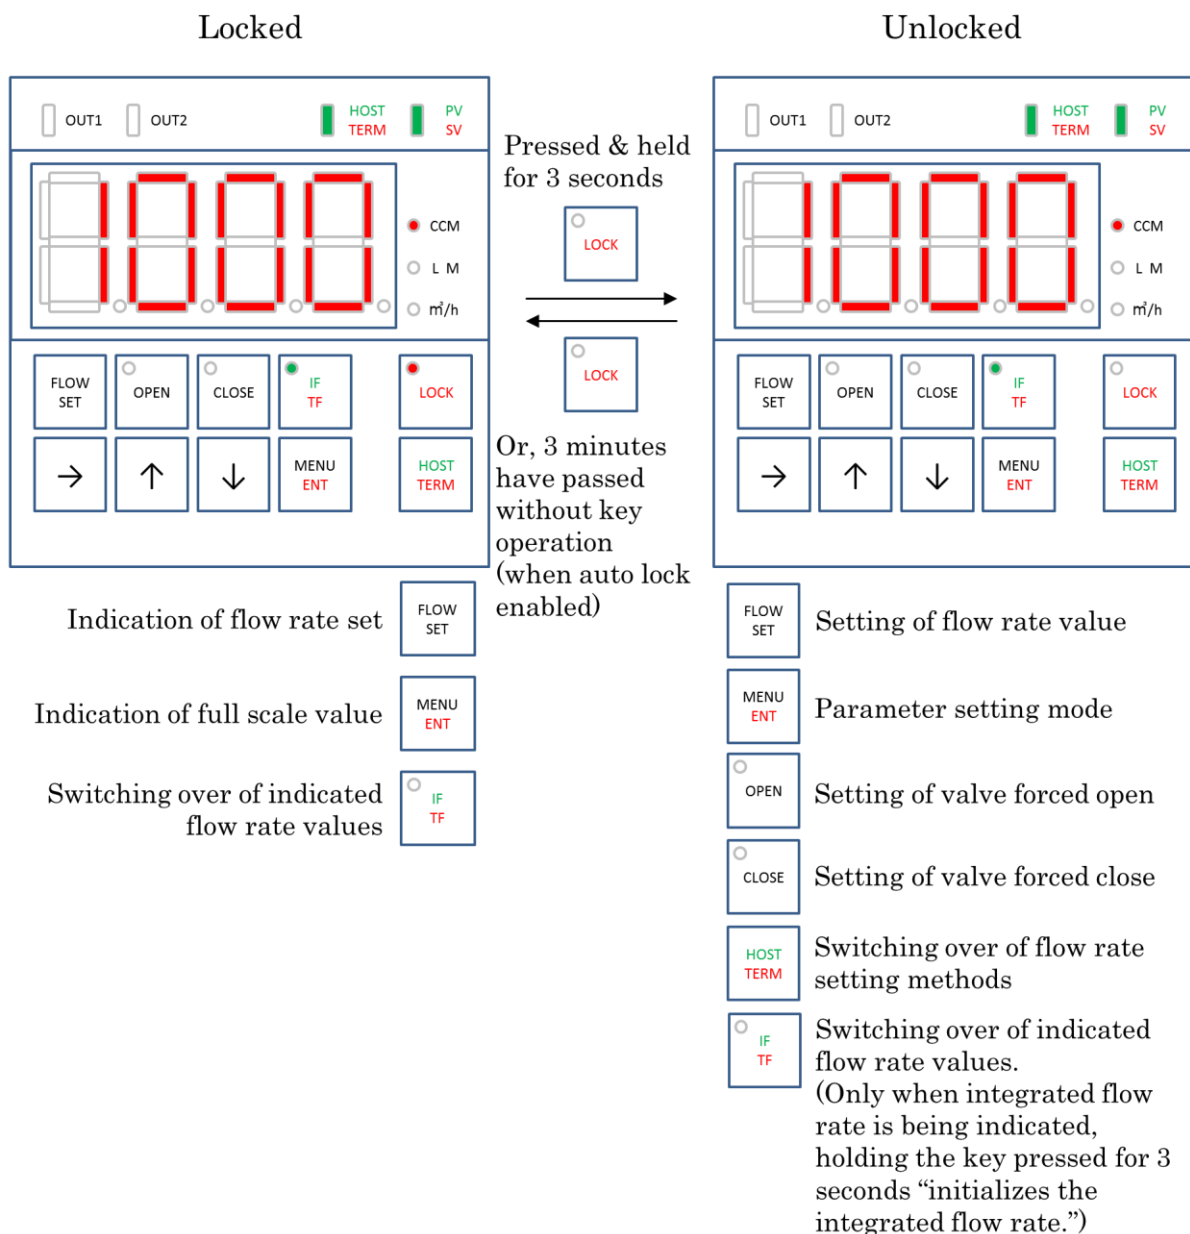 Locked
Unlocked
OUT1 OUT2 HOST TERM PV SV
1000
CCM
L M
m³/h
FLOW SET OPEN CLOSE IF TF LOCK
→ ↑ ↓ MENU ENT HOST TERM
Pressed & held
for 3 seconds
LOCK
LOCK
Or, 3 minutes
have passed
without key
operation
(when auto lock
enabled)
OUT1 OUT2 HOST TERM PV SV
1000
CCM
L M
m³/h
FLOW SET OPEN CLOSE IF TF LOCK
→ ↑ ↓ MENU ENT HOST TERM
Indication of flow rate set
FLOW
SET
Indication of full scale value
MENU
ENT
Switching over of indicated
flow rate values
IF
TF
FLOW
SET
Setting of flow rate value
MENU
ENT
Parameter setting mode
OPEN
Setting of valve forced open
CLOSE
Setting of valve forced close
HOST
TERM
Switching over of flow rate
setting methods
IF
TF
Switching over of indicated
flow rate values.
(Only when integrated flow
rate is being indicated,
holding the key pressed for 3
seconds “initializes the
integrated flow rate.”)